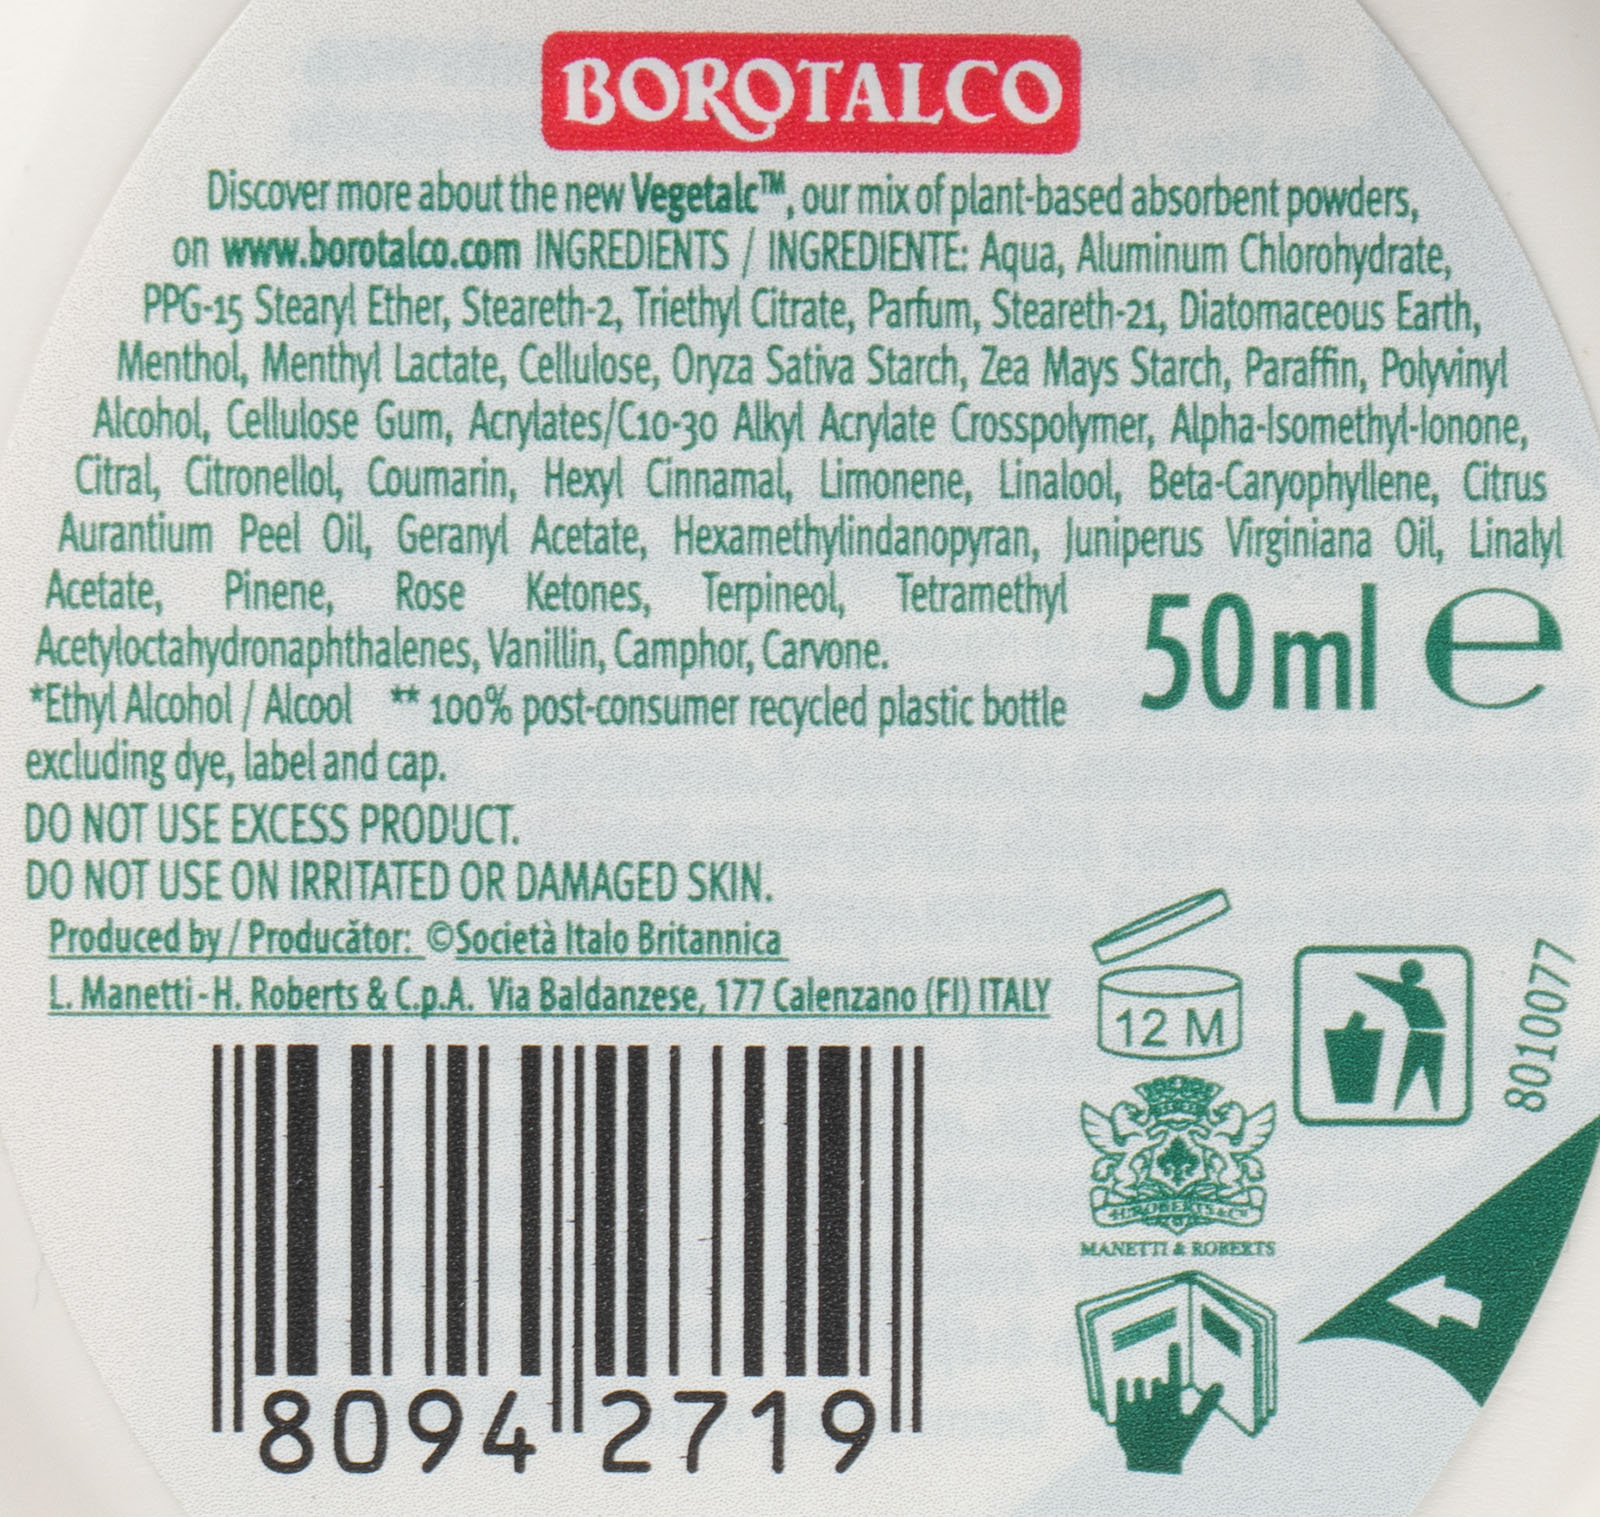 BOROTALCO
Discover more about the new Vegetalc™, our mix of plant-based absorbent powders,
on www.borotalco.com INGREDIENTS / INGREDIENTE: Aqua, Aluminum Chlorohydrate,
PPG-15 Stearyl Ether, Steareth-2, Triethyl Citrate, Parfum, Steareth-21, Diatomaceous Earth,
Menthol, Menthyl Lactate, Cellulose, Oryza Sativa Starch, Zea Mays Starch, Paraffin, Polyvinyl
Alcohol, Cellulose Gum, Acrylates/C10-30 Alkyl Acrylate Crosspolymer, Alpha-Isomethyl-Ionone,
Citral, Citronellol, Coumarin, Hexyl Cinnamal, Limonene, Linalool, Beta-Caryophyllene, Citrus
Aurantium Peel Oil, Geranyl Acetate, Hexamethylindanopyran, Juniperus Virginiana Oil, Linalyl
Acetate, Pinene, Rose Ketones, Terpineol, Tetramethyl
Acetyloctahydronaphthalenes, Vanillin, Camphor, Carvone.
50 ml ℮
*Ethyl Alcohol / Alcool ** 100% post-consumer recycled plastic bottle
excluding dye, label and cap.
DO NOT USE EXCESS PRODUCT.
DO NOT USE ON IRRITATED OR DAMAGED SKIN.
Produced by / Producător: ©Società Italo Britannica
L. Manetti - H. Roberts & C.p.A. Via Baldanzese, 177 Calenzano (FI) ITALY
12 M
8010077
H. ROBERTS & Co
MANETTI & ROBERTS
8094 2719